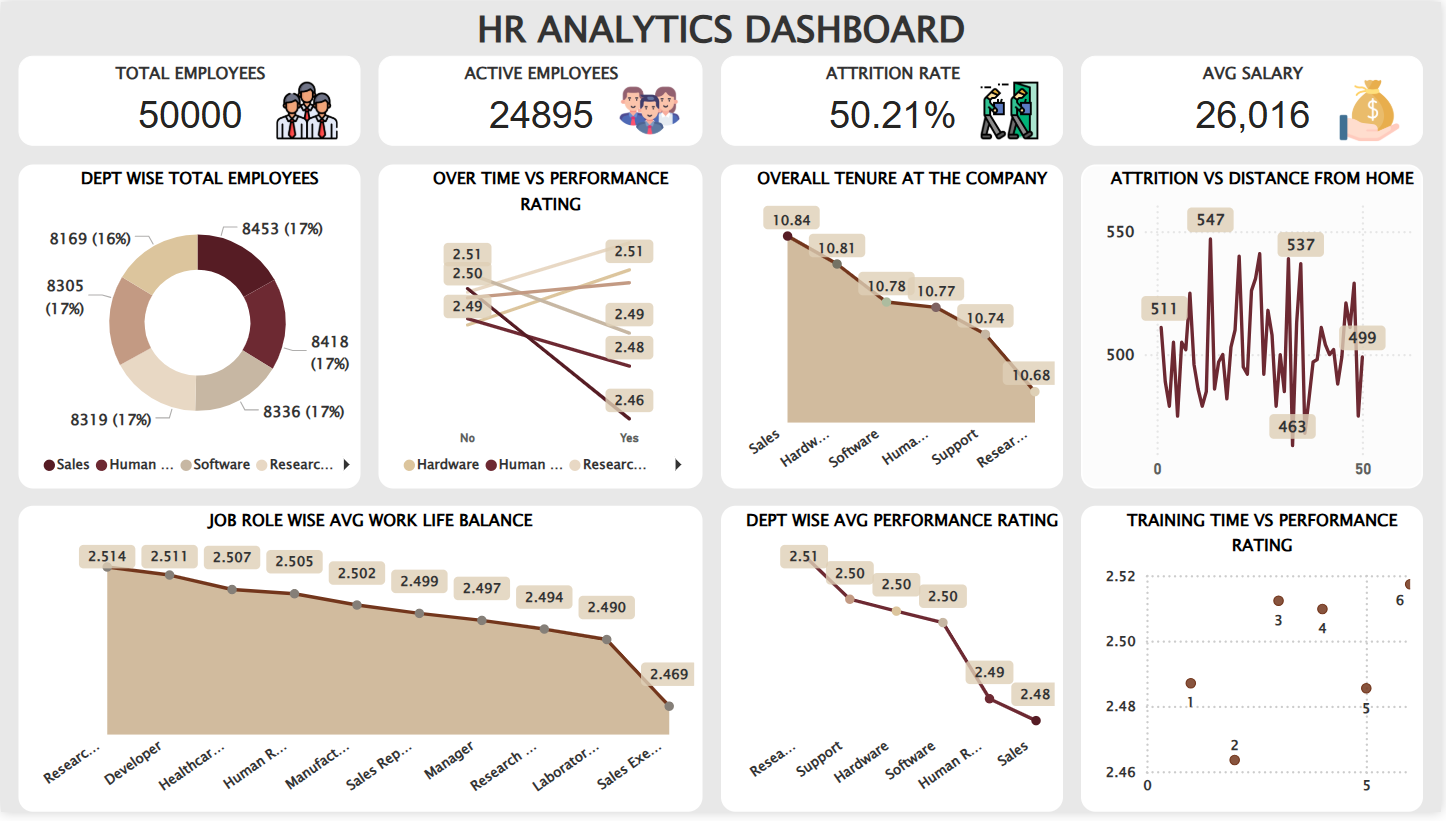 HR ANALYTICS DASHBOARD
TOTAL EMPLOYEES
50000
ACTIVE EMPLOYEES
24895
ATTRITION RATE
50.21%
AVG SALARY
26,016
$
DEPT WISE TOTAL EMPLOYEES
8453 (17%)
8169 (16%)
8305
(17%)
8418
(17%)
8319 (17%)
8336 (17%)
Sales
Human ...
Software
Researc...
OVER TIME VS PERFORMANCE
RATING
2.51
2.50
2.49
2.51
2.49
2.48
2.46
No
Yes
Hardware
Human ...
Researc...
OVERALL TENURE AT THE COMPANY
10.84
10.81
10.78
10.77
10.74
10.68
Sales
Hardw...
Software
Huma...
Support
Resear...
ATTRITION VS DISTANCE FROM HOME
550
500
547
537
511
499
463
0
50
JOB ROLE WISE AVG WORK LIFE BALANCE
2.514
2.511
2.507
2.505
2.502
2.499
2.497
2.494
2.490
2.469
Researc...
Developer
Healthcar...
Human R...
Manufact...
Sales Rep...
Manager
Research ...
Laborator...
Sales Exe...
DEPT WISE AVG PERFORMANCE RATING
2.51
2.50
2.50
2.50
2.49
2.48
Resea...
Support
Hardware
Software
Human R...
Sales
TRAINING TIME VS PERFORMANCE
RATING
2.52
2.50
2.48
2.46
1
2
3
4
5
6
0
5